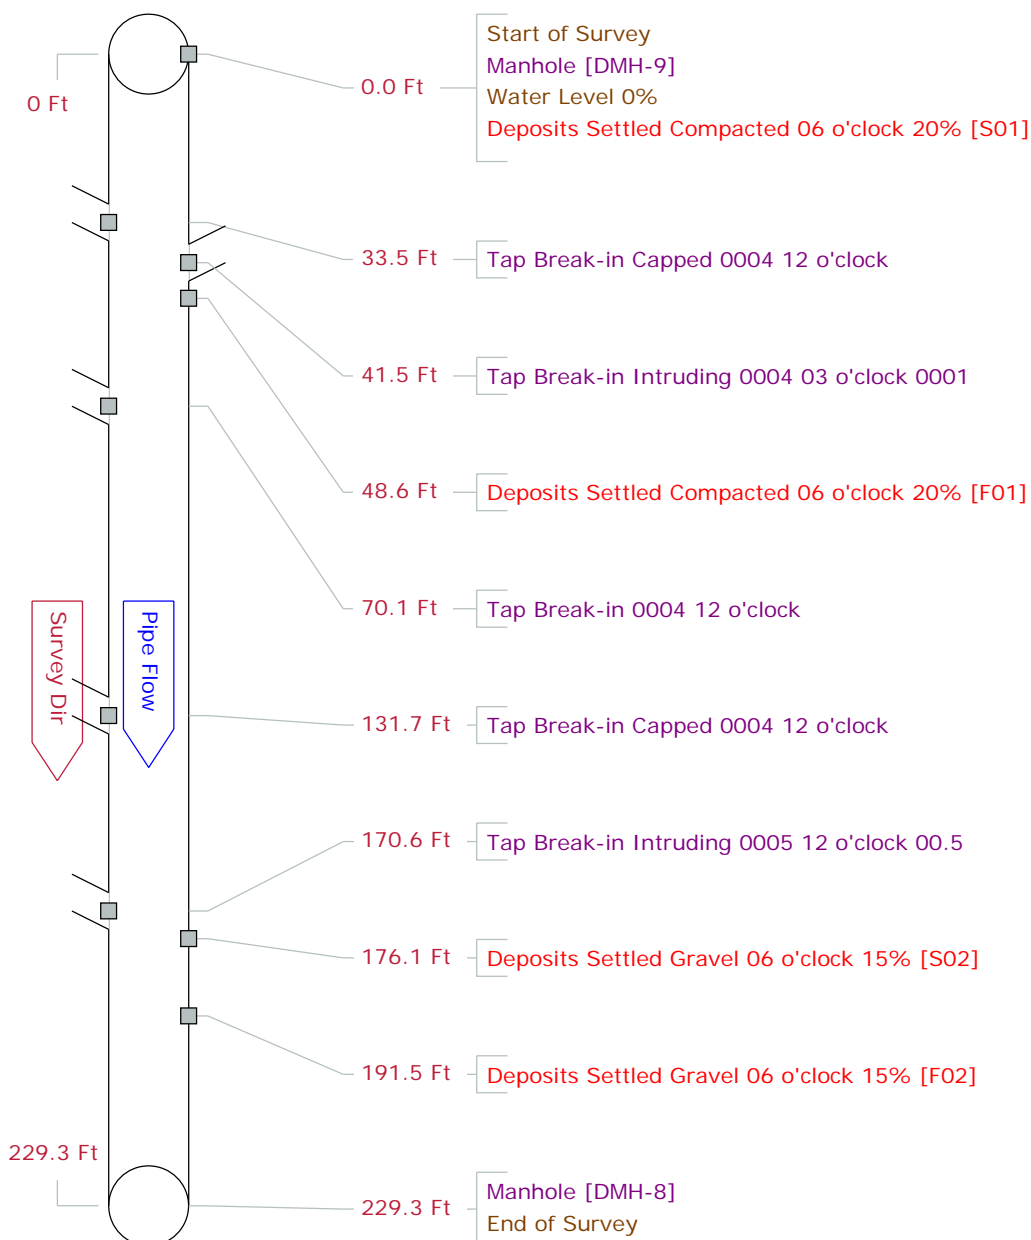 Start of Survey
Manhole [DMH-9]
0 Ft
0.0 Ft
Water Level 0%
Deposits Settled Compacted 06 o'clock 20% [S01]
33.5 Ft
Tap Break-in Capped 0004 12 o'clock
41.5 Ft
Tap Break-in Intruding 0004 03 o'clock 0001
48.6 Ft
Deposits Settled Compacted 06 o'clock 20% [F01]
70.1 Ft
Tap Break-in 0004 12 o'clock
Survey Dir
Pipe Flow
131.7 Ft
Tap Break-in Capped 0004 12 o'clock
170.6 Ft
Tap Break-in Intruding 0005 12 o'clock 00.5
176.1 Ft
Deposits Settled Gravel 06 o'clock 15% [S02]
191.5 Ft
Deposits Settled Gravel 06 o'clock 15% [F02]
229.3 Ft
229.3 Ft
Manhole [DMH-8]
End of Survey